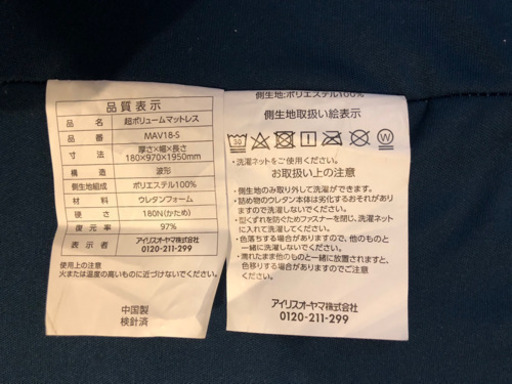 品質表示
品名 超ボリュームマットレス
品番 MAV18-S
寸法 厚さ×幅×長さ
180×970×1950mm
構造 波形
側生地組成 ポリエステル100%
材料 ウレタンフォーム
硬さ 180N(かため)
復元率 97%
表示者 アイリスオーヤマ株式会社
0120-211-299
使用上の注意
火または温度の高いものに近づけないでください。
中国製
検針済
側生地:ポリエステル100%
側生地取扱い絵表示
30
W
・洗濯ネットをご使用ください。
お取扱い上の注意
・側生地のみ取り外して洗濯ができます。
・詰め物のウレタン本体は劣化するおそれがあり
ますので洗濯しないでください。
・型くずれを防ぐためファスナーを閉じ、洗濯ネット
に入れて洗濯してください。
・色落ちする場合がありますので、他のものと
一緒に洗濯しないでください。
・濡れたまま他のものと一緒に放置されますと、
色移りする場合がありますのでご注意ください。
アイリスオーヤマ株式会社
0120-211-299